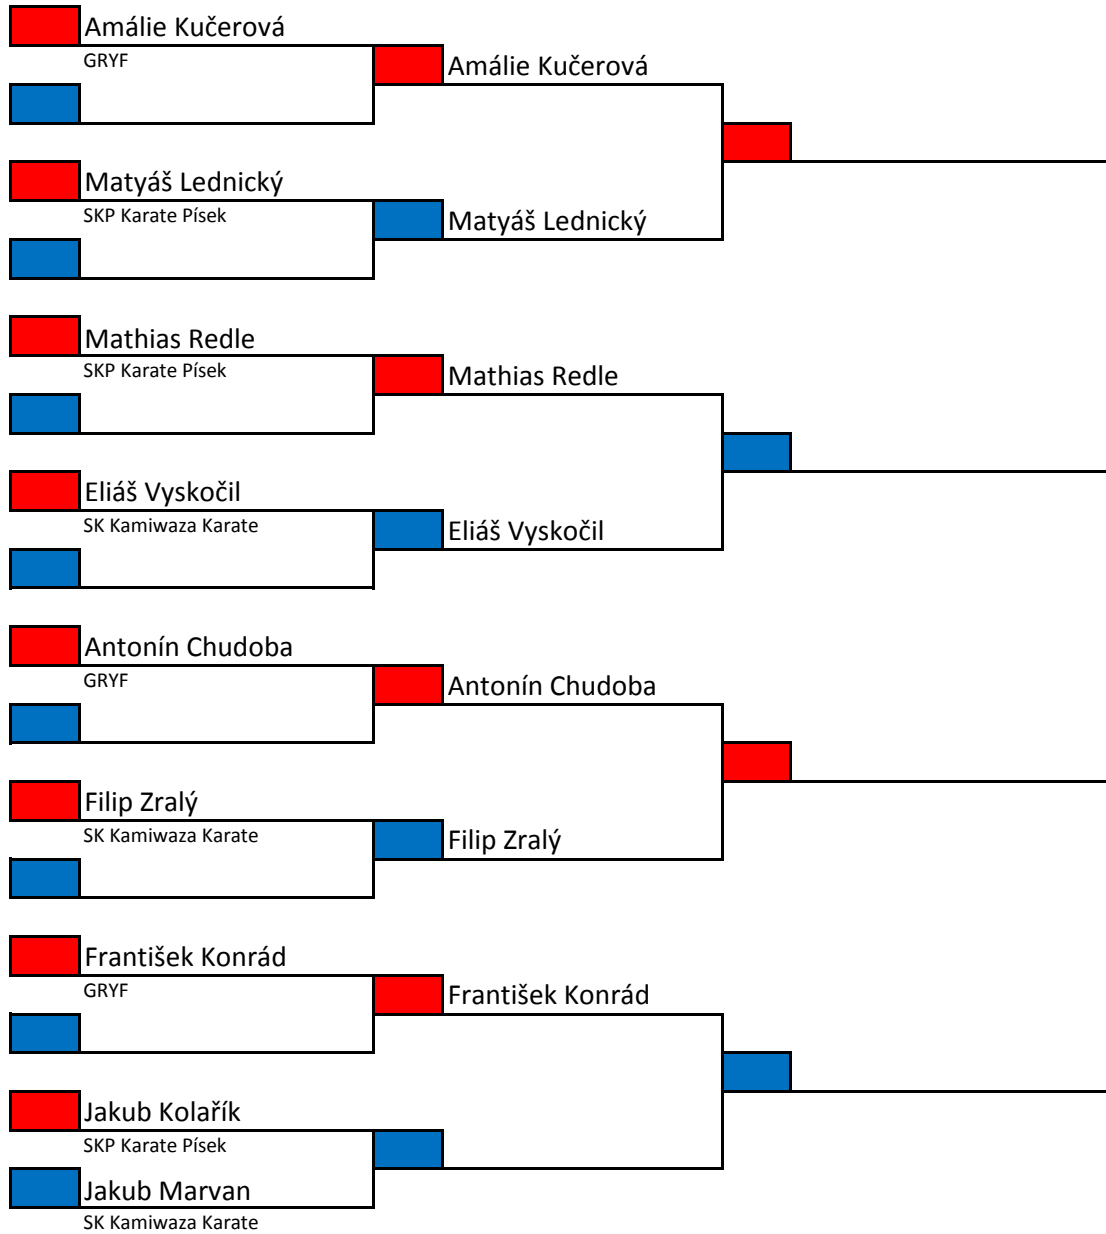 Amálie Kučerová
GRYF
Amálie Kučerová
Matyáš Lednický
SKP Karate Písek
Matyáš Lednický
Mathias Redle
SKP Karate Písek
Mathias Redle
Eliáš Vyskočil
SK Kamiwaza Karate
Eliáš Vyskočil
Antonín Chudoba
GRYF
Antonín Chudoba
Filip Zralý
SK Kamiwaza Karate
Filip Zralý
František Konrád
GRYF
František Konrád
Jakub Kolařík
SKP Karate Písek
Jakub Marvan
SK Kamiwaza Karate